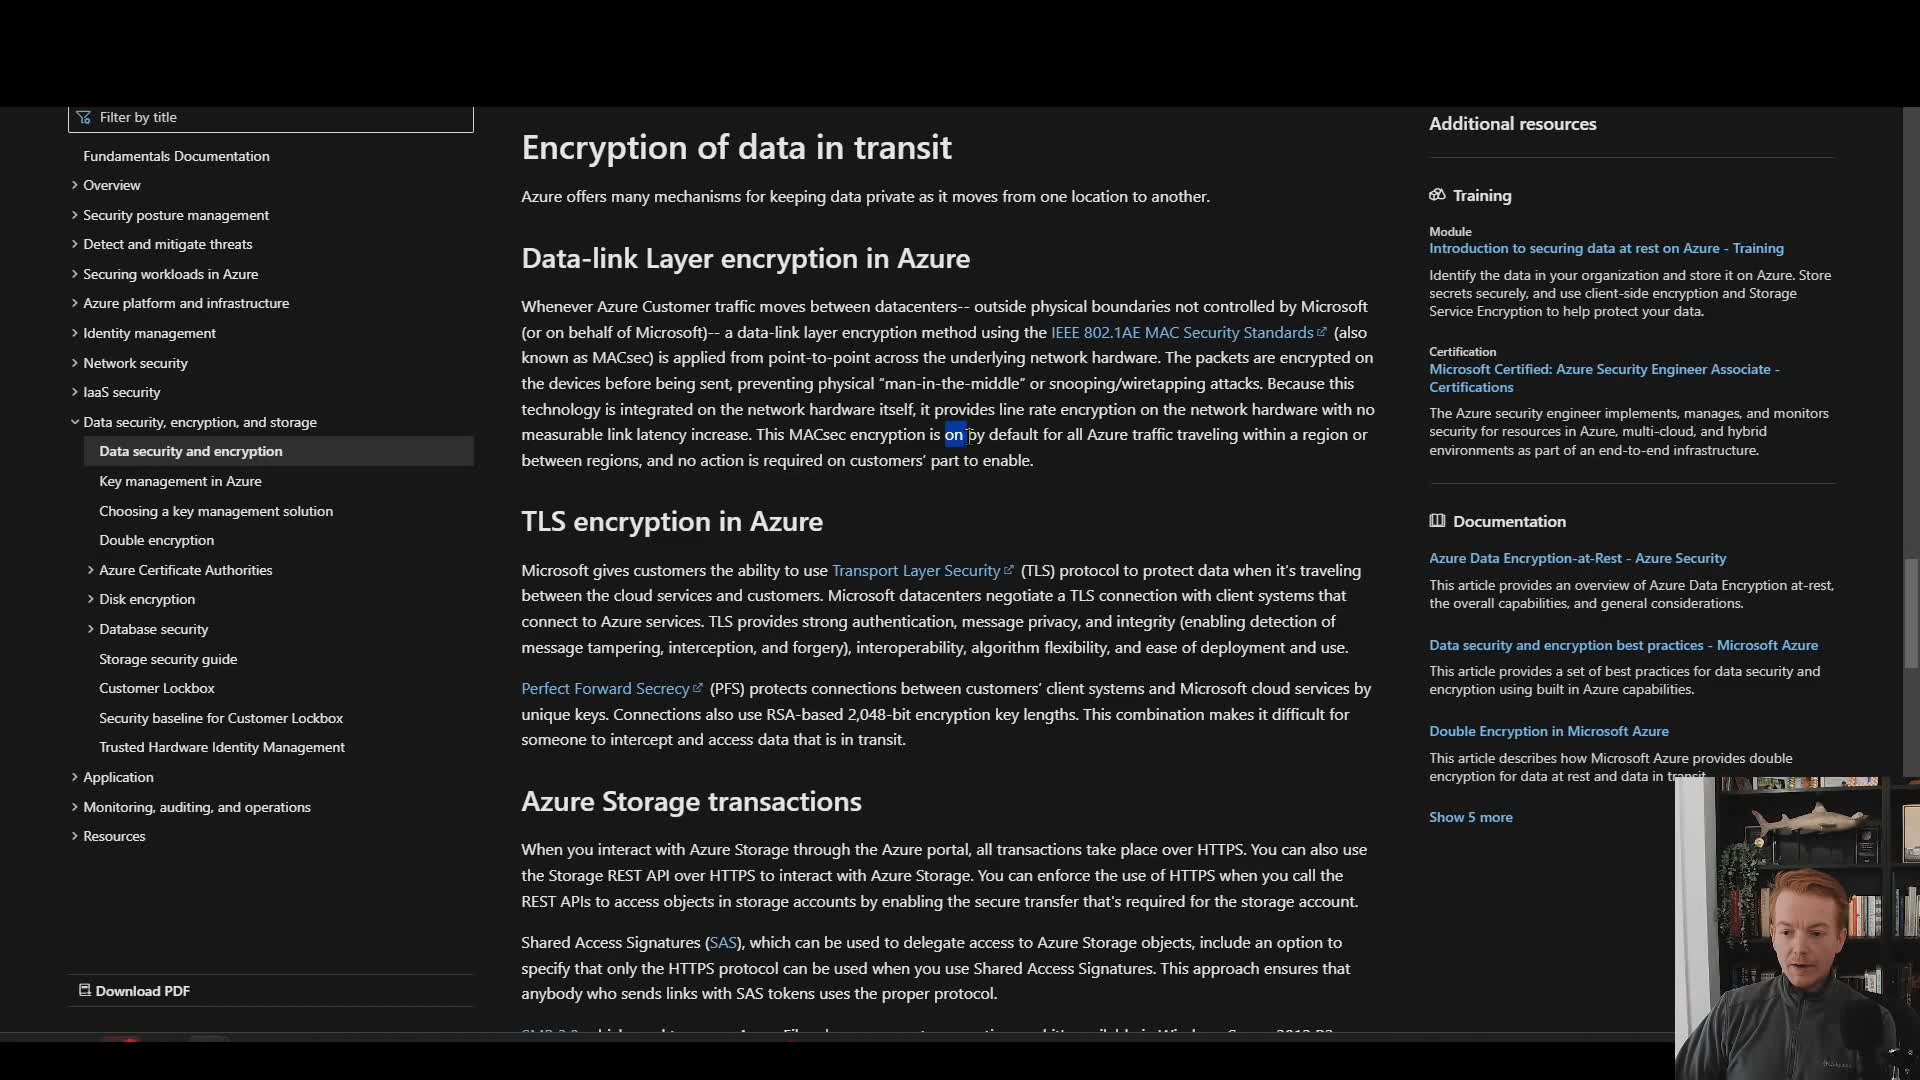 Filter by title
Fundamentals Documentation
Overview
Security posture management
Detect and mitigate threats
Securing workloads in Azure
Azure platform and infrastructure
Identity management
Network security
IaaS security
Data security, encryption, and storage
Data security and encryption
Key management in Azure
Choosing a key management solution
Double encryption
Azure Certificate Authorities
Disk encryption
Database security
Storage security guide
Customer Lockbox
Security baseline for Customer Lockbox
Trusted Hardware Identity Management
Application
Monitoring, auditing, and operations
Resources
Download PDF
Encryption of data in transit
Azure offers many mechanisms for keeping data private as it moves from one location to another.
Data-link Layer encryption in Azure
Whenever Azure Customer traffic moves between datacenters-- outside physical boundaries not controlled by Microsoft
(or on behalf of Microsoft)-- a data-link layer encryption method using the IEEE 802.1AE MAC Security Standards (also
known as MACsec) is applied from point-to-point across the underlying network hardware. The packets are encrypted on
the devices before being sent, preventing physical “man-in-the-middle” or snooping/wiretapping attacks. Because this
technology is integrated on the network hardware itself, it provides line rate encryption on the network hardware with no
measurable link latency increase. This MACsec encryption is on by default for all Azure traffic traveling within a region or
between regions, and no action is required on customers’ part to enable.
TLS encryption in Azure
Microsoft gives customers the ability to use Transport Layer Security (TLS) protocol to protect data when it’s traveling
between the cloud services and customers. Microsoft datacenters negotiate a TLS connection with client systems that
connect to Azure services. TLS provides strong authentication, message privacy, and integrity (enabling detection of
message tampering, interception, and forgery), interoperability, algorithm flexibility, and ease of deployment and use.
Perfect Forward Secrecy (PFS) protects connections between customers’ client systems and Microsoft cloud services by
unique keys. Connections also use RSA-based 2,048-bit encryption key lengths. This combination makes it difficult for
someone to intercept and access data that is in transit.
Azure Storage transactions
When you interact with Azure Storage through the Azure portal, all transactions take place over HTTPS. You can also use
the Storage REST API over HTTPS to interact with Azure Storage. You can enforce the use of HTTPS when you call the
REST APIs to access objects in storage accounts by enabling the secure transfer that's required for the storage account.
Shared Access Signatures (SAS), which can be used to delegate access to Azure Storage objects, include an option to
specify that only the HTTPS protocol can be used when you use Shared Access Signatures. This approach ensures that
anybody who sends links with SAS tokens uses the proper protocol.
Additional resources
Training
Module
Introduction to securing data at rest on Azure - Training
Identify the data in your organization and store it on Azure. Store
secrets securely, and use client-side encryption and Storage
Service Encryption to help protect your data.
Certification
Microsoft Certified: Azure Security Engineer Associate -
Certifications
The Azure security engineer implements, manages, and monitors
security for resources in Azure, multi-cloud, and hybrid
environments as part of an end-to-end infrastructure.
Documentation
Azure Data Encryption-at-Rest - Azure Security
This article provides an overview of Azure Data Encryption at-rest,
the overall capabilities, and general considerations.
Data security and encryption best practices - Microsoft Azure
This article provides a set of best practices for data security and
encryption using built in Azure capabilities.
Double Encryption in Microsoft Azure
This article describes how Microsoft Azure provides double
encryption for data at rest and data in transit.
Show 5 more